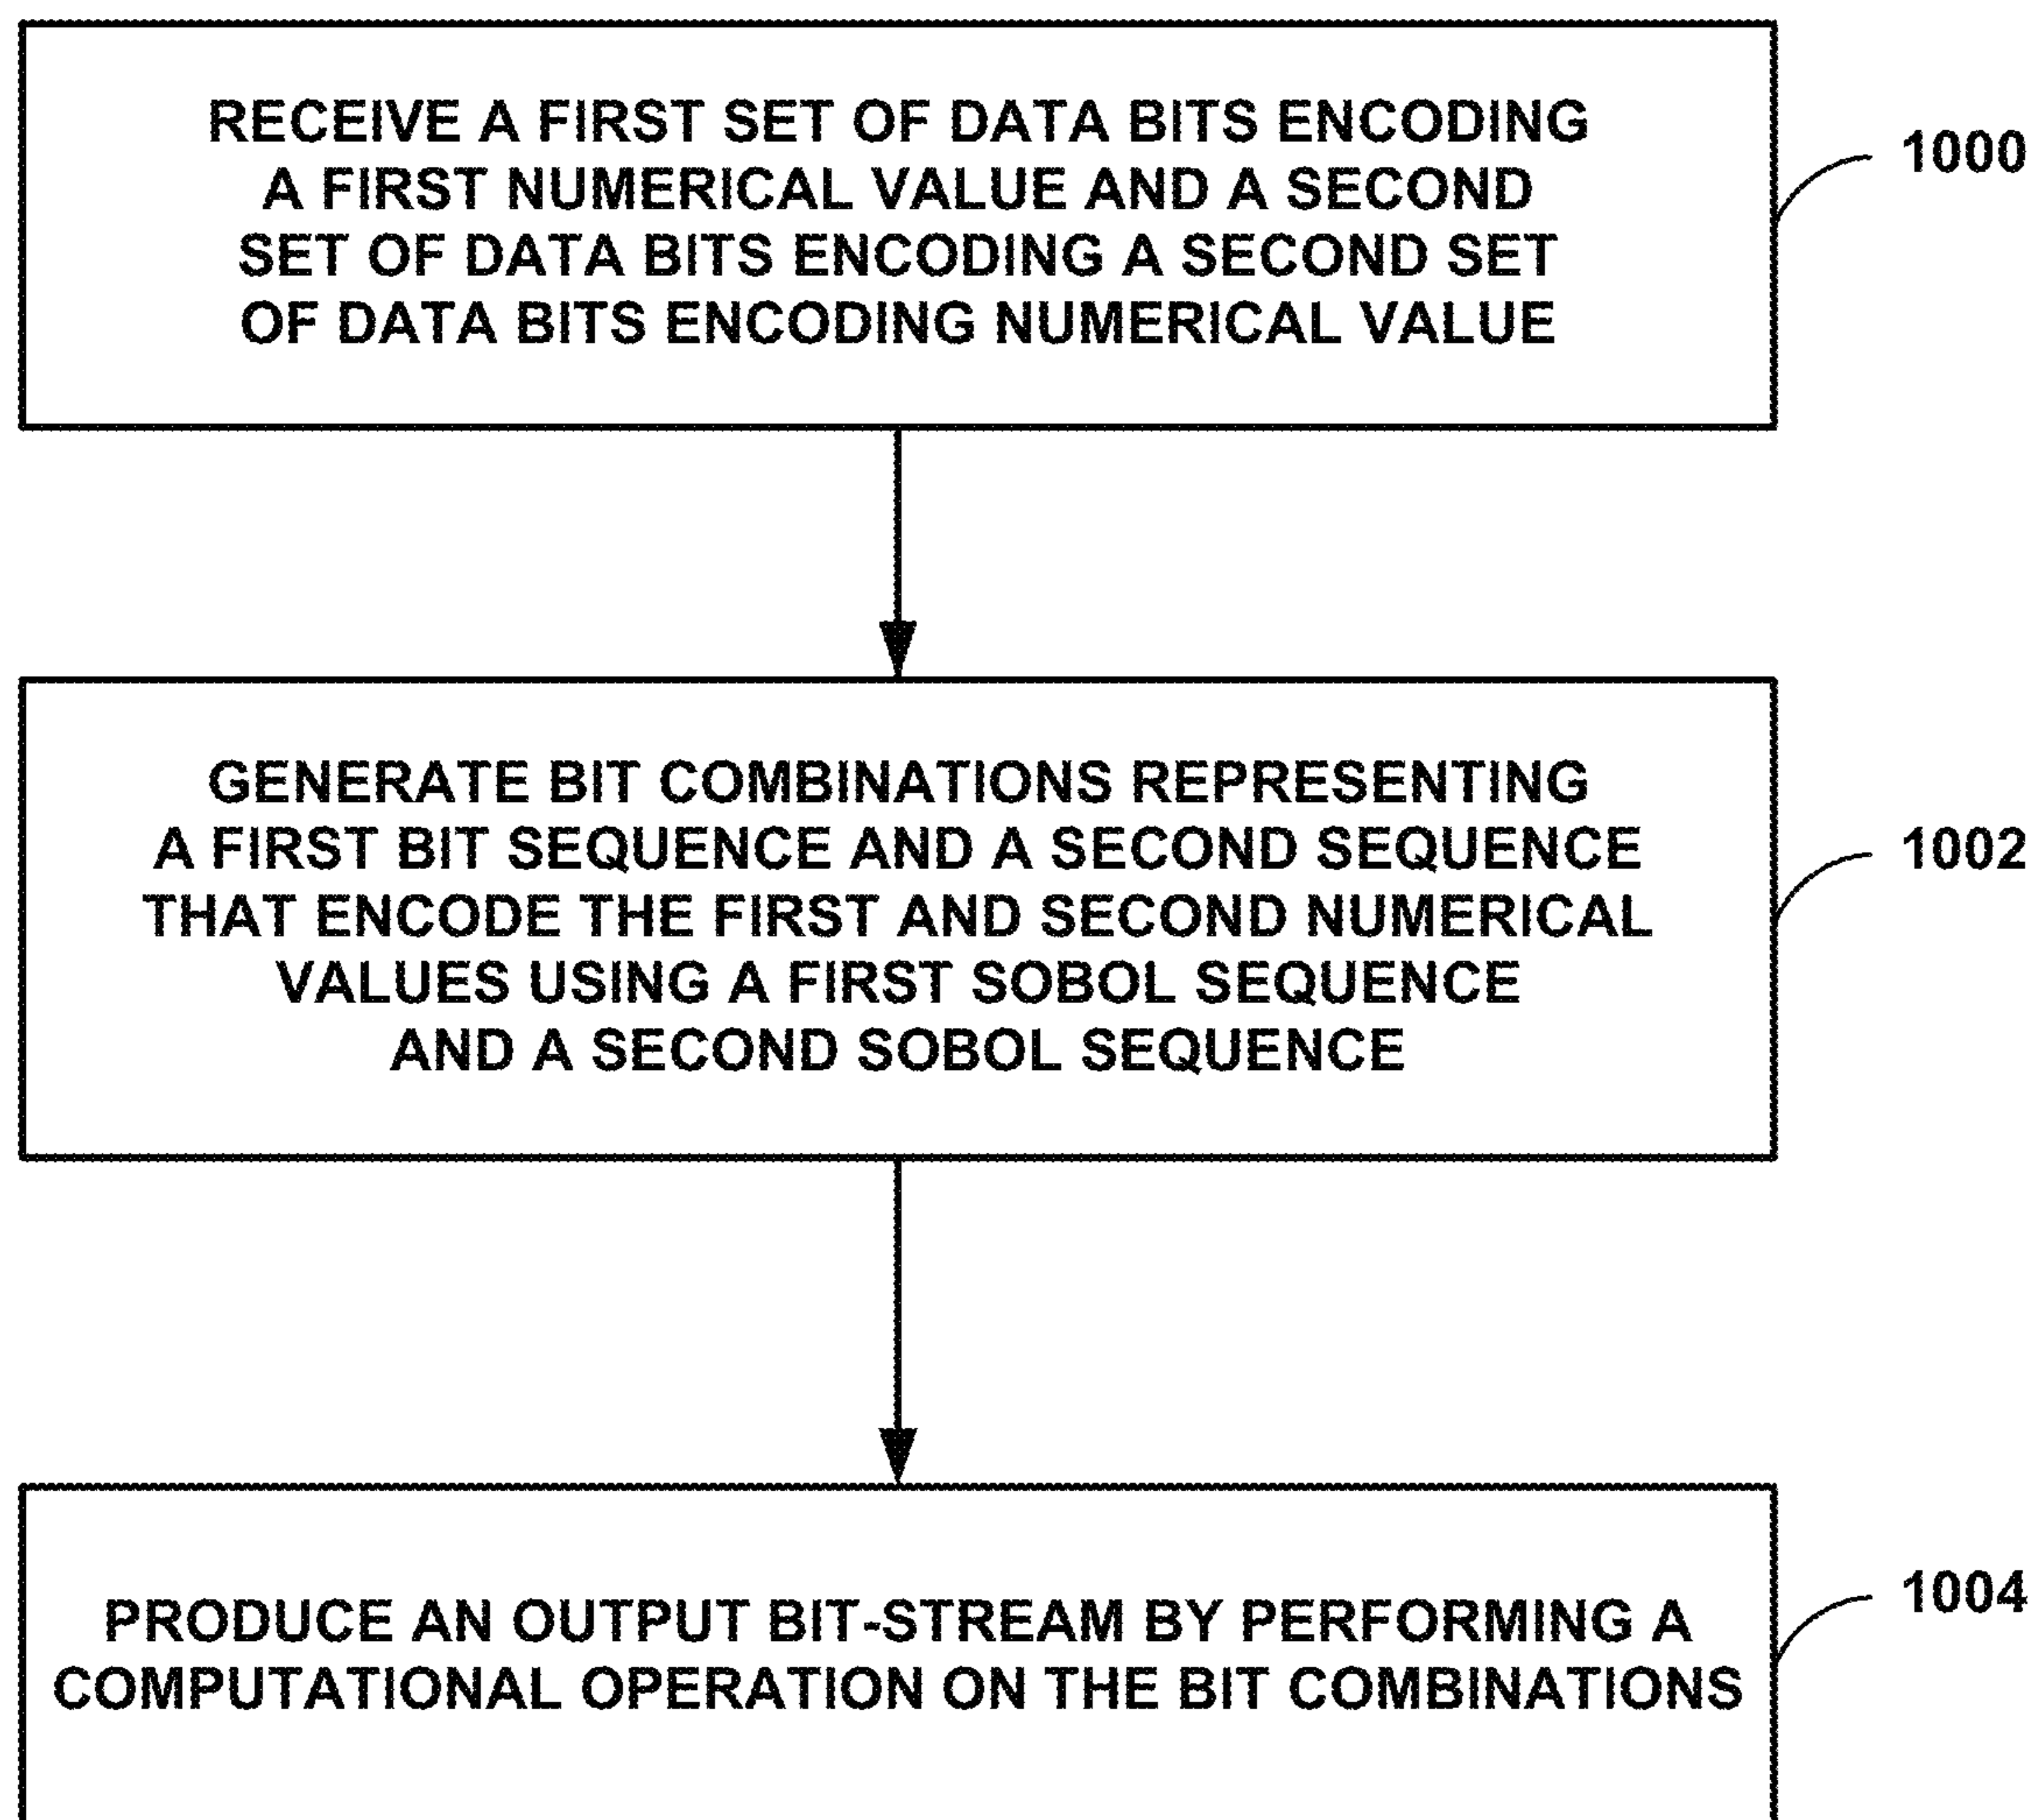 RECEIVE A FIRST SET OF DATA BITS ENCODING
A FIRST NUMERICAL VALUE AND A SECOND
SET OF DATA BITS ENCODING A SECOND SET
OF DATA BITS ENCODING NUMERICAL VALUE
1000
GENERATE BIT COMBINATIONS REPRESENTING
A FIRST BIT SEQUENCE AND A SECOND SEQUENCE
THAT ENCODE THE FIRST AND SECOND NUMERICAL
VALUES USING A FIRST SOBOL SEQUENCE
AND A SECOND SOBOL SEQUENCE
1002
PRODUCE AN OUTPUT BIT-STREAM BY PERFORMING A
COMPUTATIONAL OPERATION ON THE BIT COMBINATIONS
1004